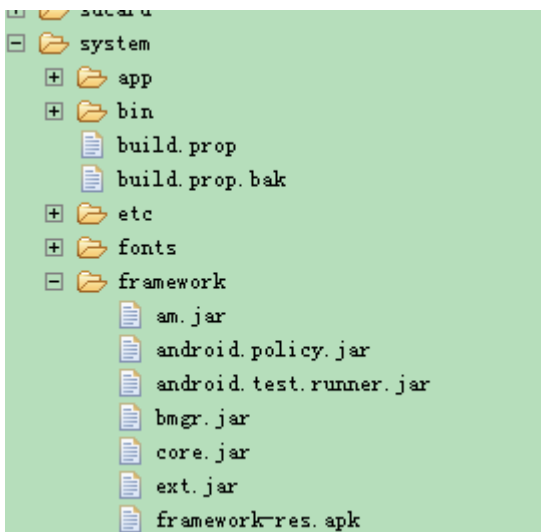 sdcard
system
app
bin
build.prop
build.prop.bak
etc
fonts
framework
am.jar
android.policy.jar
android.test.runner.jar
bmgr.jar
core.jar
ext.jar
framework-res.apk